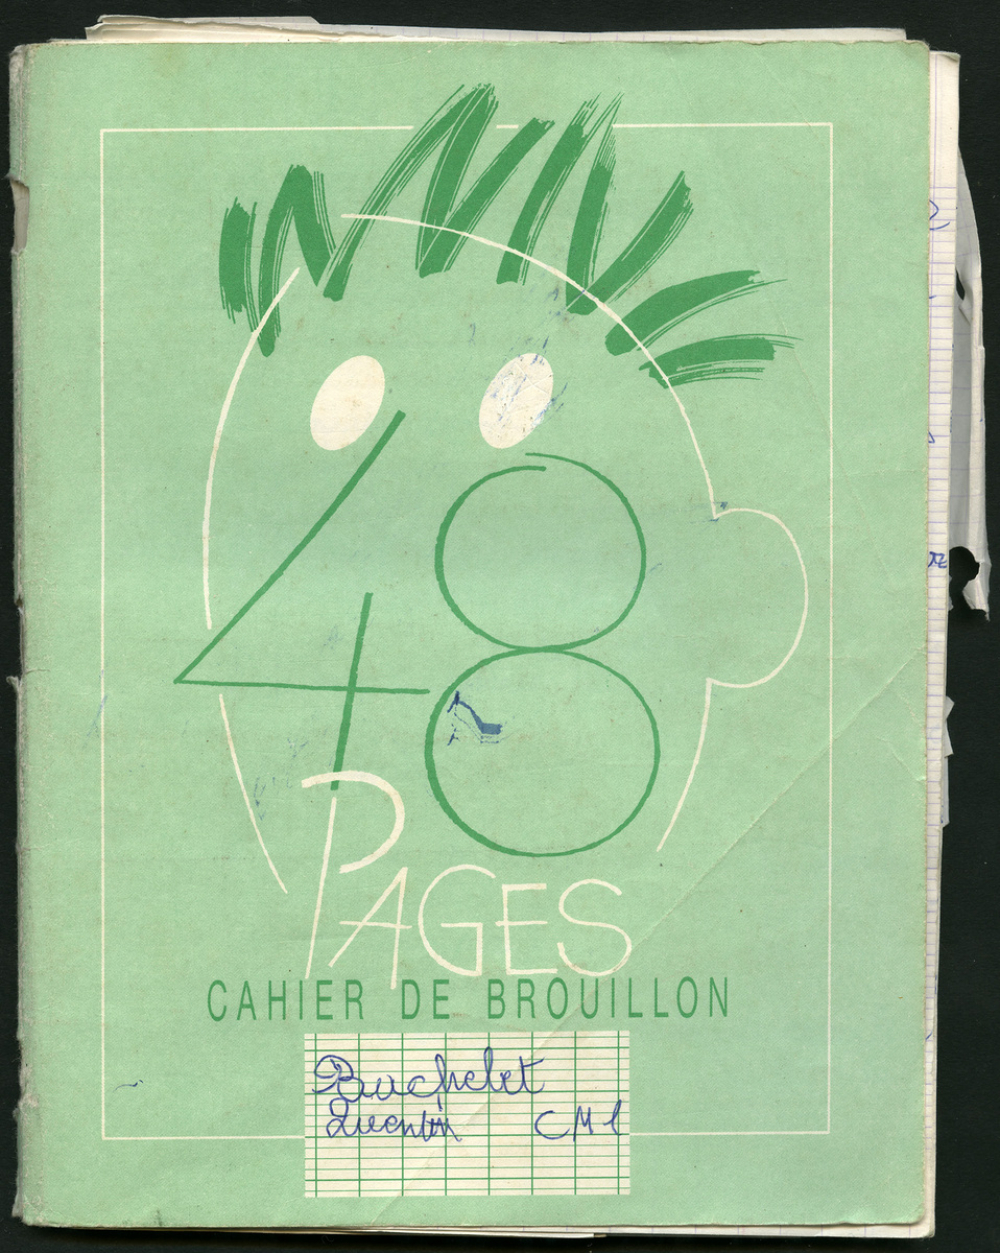 48
PAGES
CAHIER DE BROUILLON
Buchelet
Quentin CM1